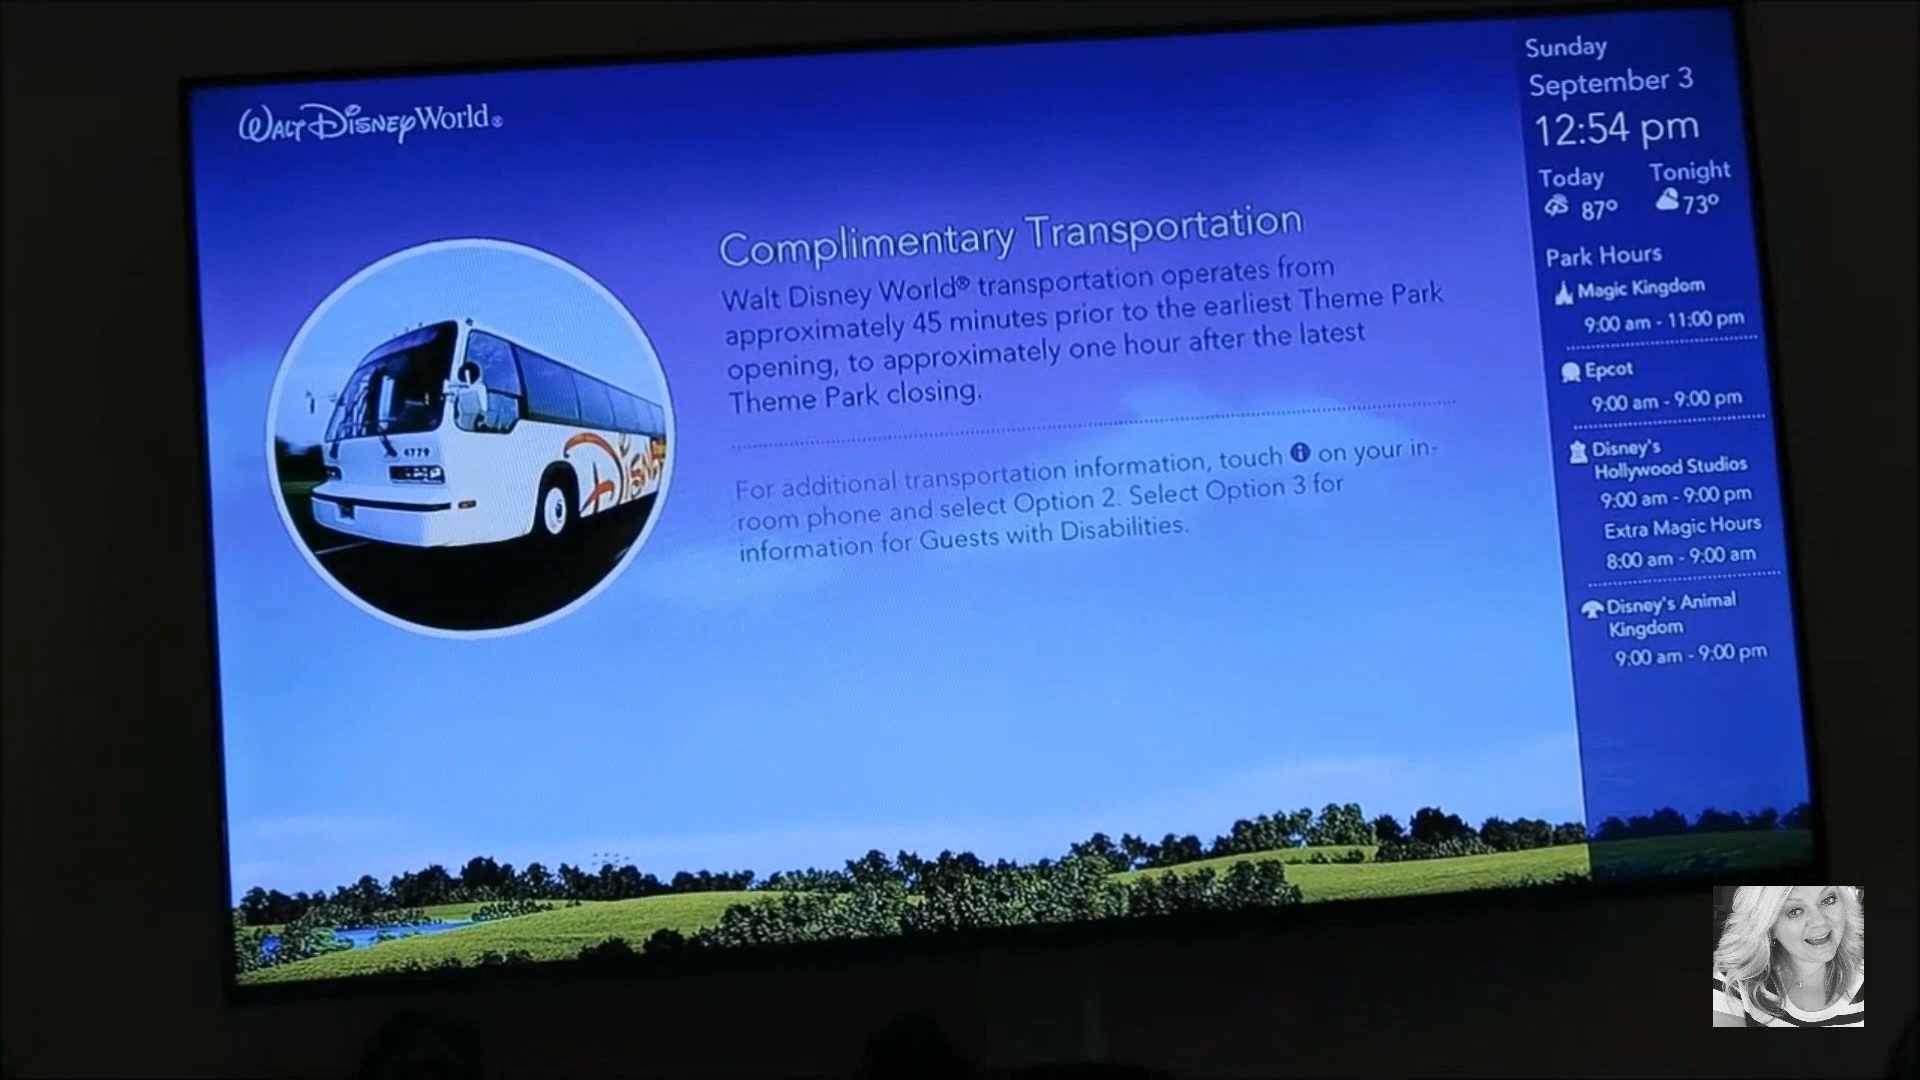 Walt Disney World®
Complimentary Transportation
Walt Disney World® transportation operates from
approximately 45 minutes prior to the earliest Theme Park
opening, to approximately one hour after the latest
Theme Park closing.
For additional transportation information, touch i on your in-
room phone and select Option 2. Select Option 3 for
information for Guests with Disabilities.
4779
Disney
Sunday
September 3
12:54 pm
Today
Tonight
87°
73°
Park Hours
Magic Kingdom
9:00 am - 11:00 pm
Epcot
9:00 am - 9:00 pm
Disney's
Hollywood Studios
9:00 am - 9:00 pm
Extra Magic Hours
8:00 am - 9:00 am
Disney's Animal
Kingdom
9:00 am - 9:00 pm